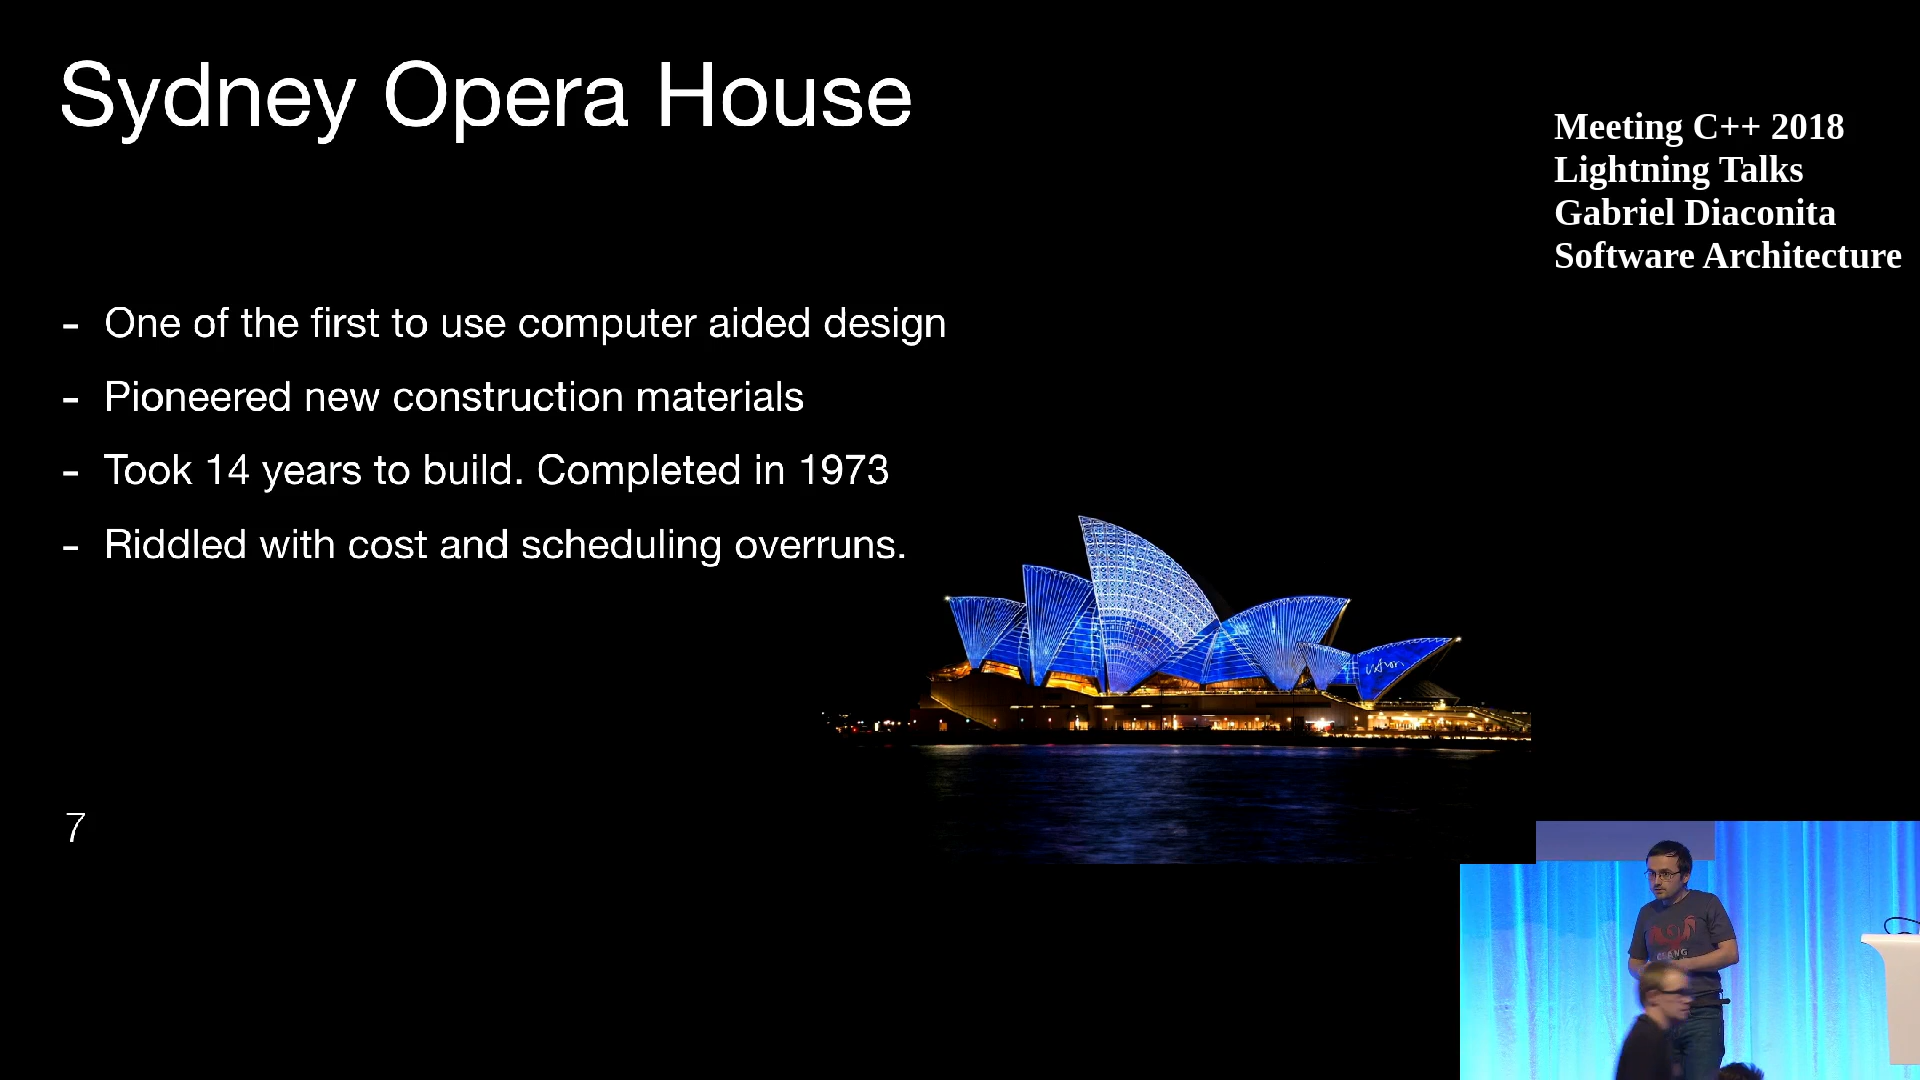 Sydney Opera House
Meeting C++ 2018
Lightning Talks
Gabriel Diaconita
Software Architecture
- One of the first to use computer aided design
- Pioneered new construction materials
- Took 14 years to build. Completed in 1973
- Riddled with cost and scheduling overruns.
7